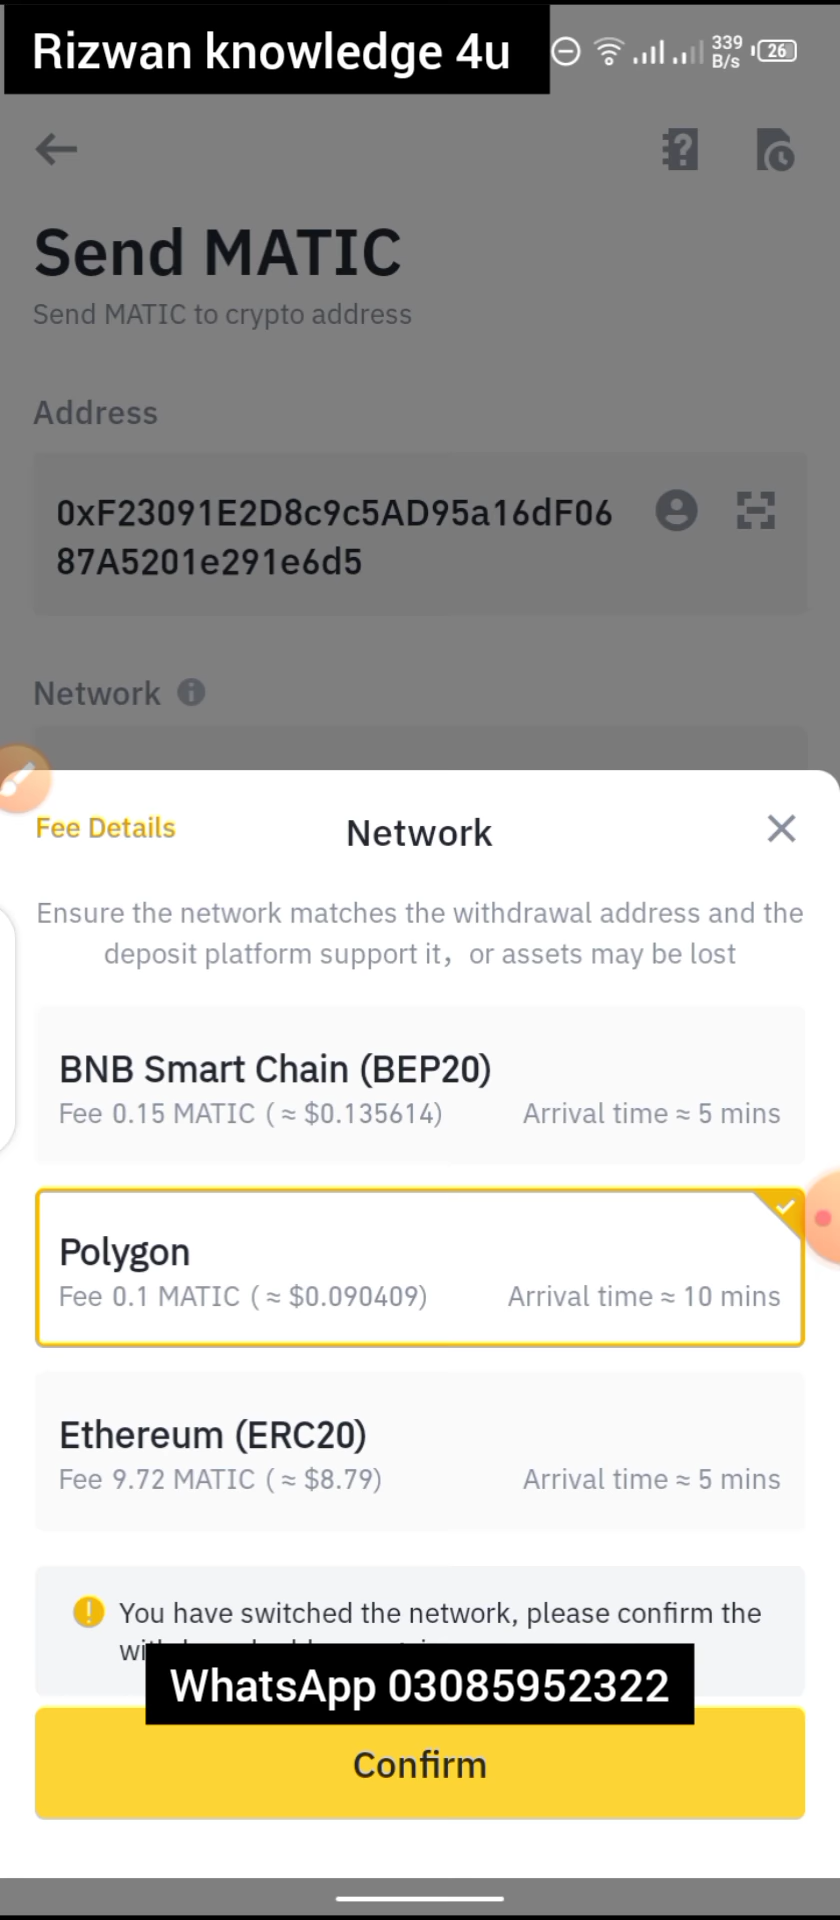 Rizwan knowledge 4u
339
B/s
26
Send MATIC
Send MATIC to crypto address
Address
0xF23091E2D8c9c5AD95a16dF06
87A5201e291e6d5
Network
Fee Details
Network
Ensure the network matches the withdrawal address and the
deposit platform support it， or assets may be lost
BNB Smart Chain (BEP20)
Fee 0.15 MATIC (≈ $0.135614) Arrival time ≈ 5 mins
Polygon
Fee 0.1 MATIC (≈ $0.090409) Arrival time ≈ 10 mins
Ethereum (ERC20)
Fee 9.72 MATIC (≈ $8.79) Arrival time ≈ 5 mins
You have switched the network, please confirm the
WhatsApp 03085952322
Confirm